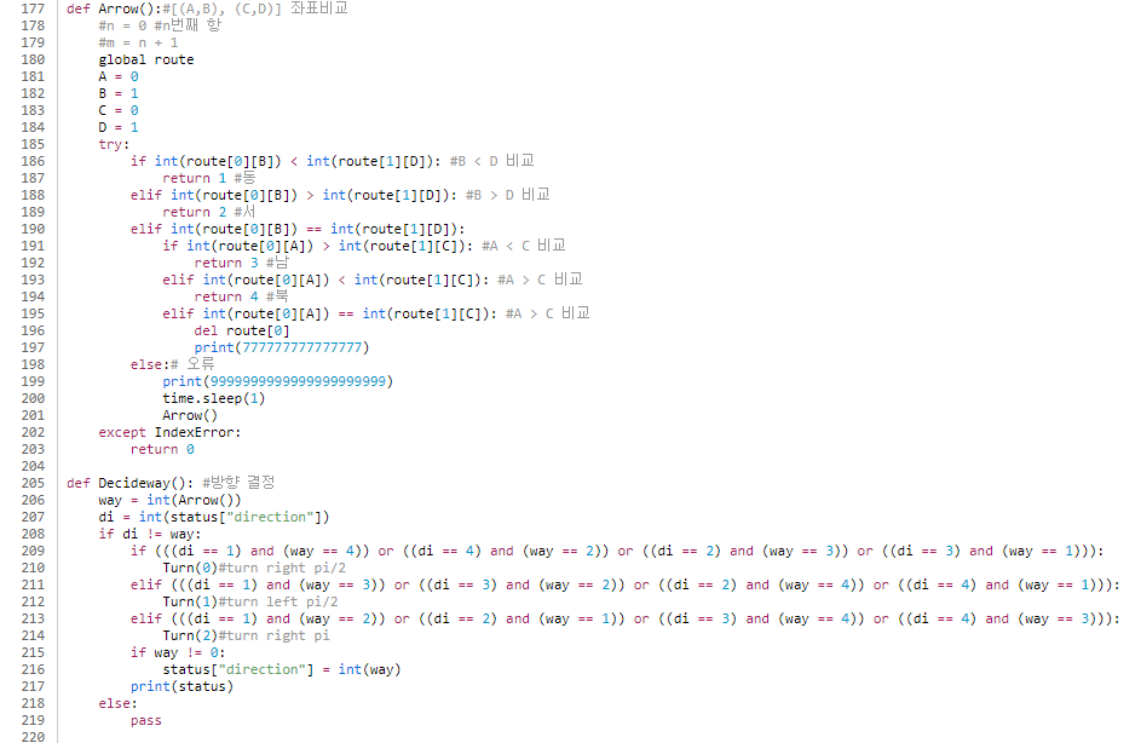 177 def Arrow():#[(A,B), (C,D)] 좌표비교
178     #n = 0 #n번째 항
179     #m = n + 1
180     global route
181     A = 0
182     B = 1
183     C = 0
184     D = 1
185     try:
186         if int(route[0][B]) < int(route[1][D]): #B < D 비교
187             return 1 #동
188         elif int(route[0][B]) > int(route[1][D]): #B > D 비교
189             return 2 #서
190         elif int(route[0][B]) == int(route[1][D]):
191             if int(route[0][A]) > int(route[1][C]): #A < C 비교
192                 return 3 #남
193             elif int(route[0][A]) < int(route[1][C]): #A > C 비교
194                 return 4 #북
195             elif int(route[0][A]) == int(route[1][C]): #A > C 비교
196                 del route[0]
197                 print(777777777777777)
198         else:# 오류
199             print(9999999999999999999999)
200             time.sleep(1)
201             Arrow()
202     except IndexError:
203         return 0
204
205 def Decideway(): #방향 결정
206     way = int(Arrow())
207     di = int(status["direction"])
208     if di != way:
209         if (((di == 1) and (way == 4)) or ((di == 4) and (way == 2)) or ((di == 2) and (way == 3)) or ((di == 3) and (way == 1))):
210             Turn(0)#turn right pi/2
211         elif (((di == 1) and (way == 3)) or ((di == 3) and (way == 2)) or ((di == 2) and (way == 4)) or ((di == 4) and (way == 1))):
212             Turn(1)#turn left pi/2
213         elif (((di == 1) and (way == 2)) or ((di == 2) and (way == 1)) or ((di == 3) and (way == 4)) or ((di == 4) and (way == 3))):
214             Turn(2)#turn right pi
215         if way != 0:
216             status["direction"] = int(way)
217         print(status)
218     else:
219         pass
220